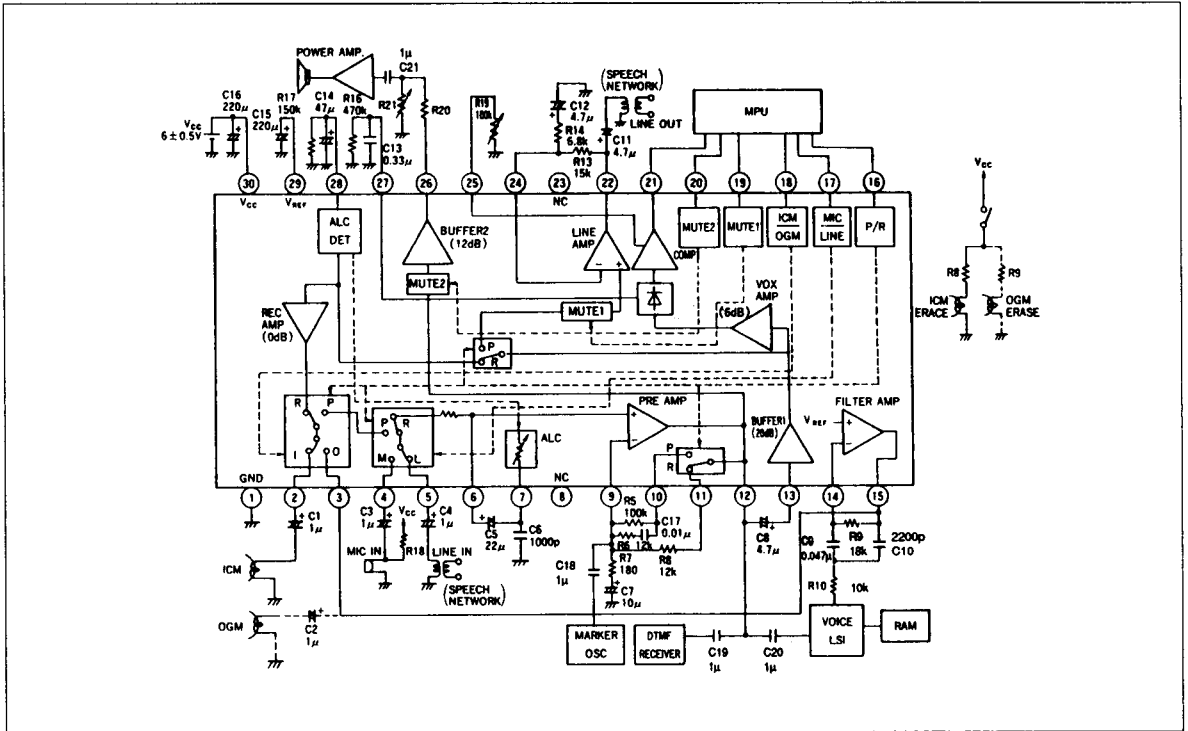 POWER AMP.
1μ
C21
C16
220μ
C15
220μ
R17
150k
C14
47μ
R16
470k
R21
R20
C13
0.33μ
R19
100k
C12
4.7μ
R14
6.8k
R13
15k
(SPEECH
NETWORK)
LINE OUT
C11
4.7μ
MPU
Vcc
6±0.5V
30
29
28
27
26
25
24
23
22
21
20
19
18
17
16
Vcc
VREF
NC
Vcc
ALC
DET
BUFFER2
(12dB)
MUTE2
LINE
AMP
-
+
COMP
MUTE2
MUTE1
ICM
OGM
MIC
LINE
P/R
R8
R9
ICM
ERACE
OGM
ERASE
REC
AMP
(0dB)
MUTE1
P
R
VOX
AMP
(6dB)
R
P
I
O
P
R
M
L
ALC
PRE AMP
+
-
P
R
BUFFER1
(26dB)
FILTER AMP
VREF
+
-
GND
NC
1
2
3
4
5
6
7
8
9
10
11
12
13
14
15
C1
1μ
C3
1μ
Vcc
C4
1μ
R18
MIC IN
LINE IN
(SPEECH
NETWORK)
C5
22μ
C6
1000p
R5
100k
C17
0.01μ
R6
12k
R7
180
R8
12k
C7
10μ
C18
1μ
C8
4.7μ
C9
0.047μ
R9
18k
2200p
C10
R10
10k
ICM
OGM
C2
1μ
MARKER
OSC
DTMF
RECEIVER
C19
1μ
C20
1μ
VOICE
LSI
RAM